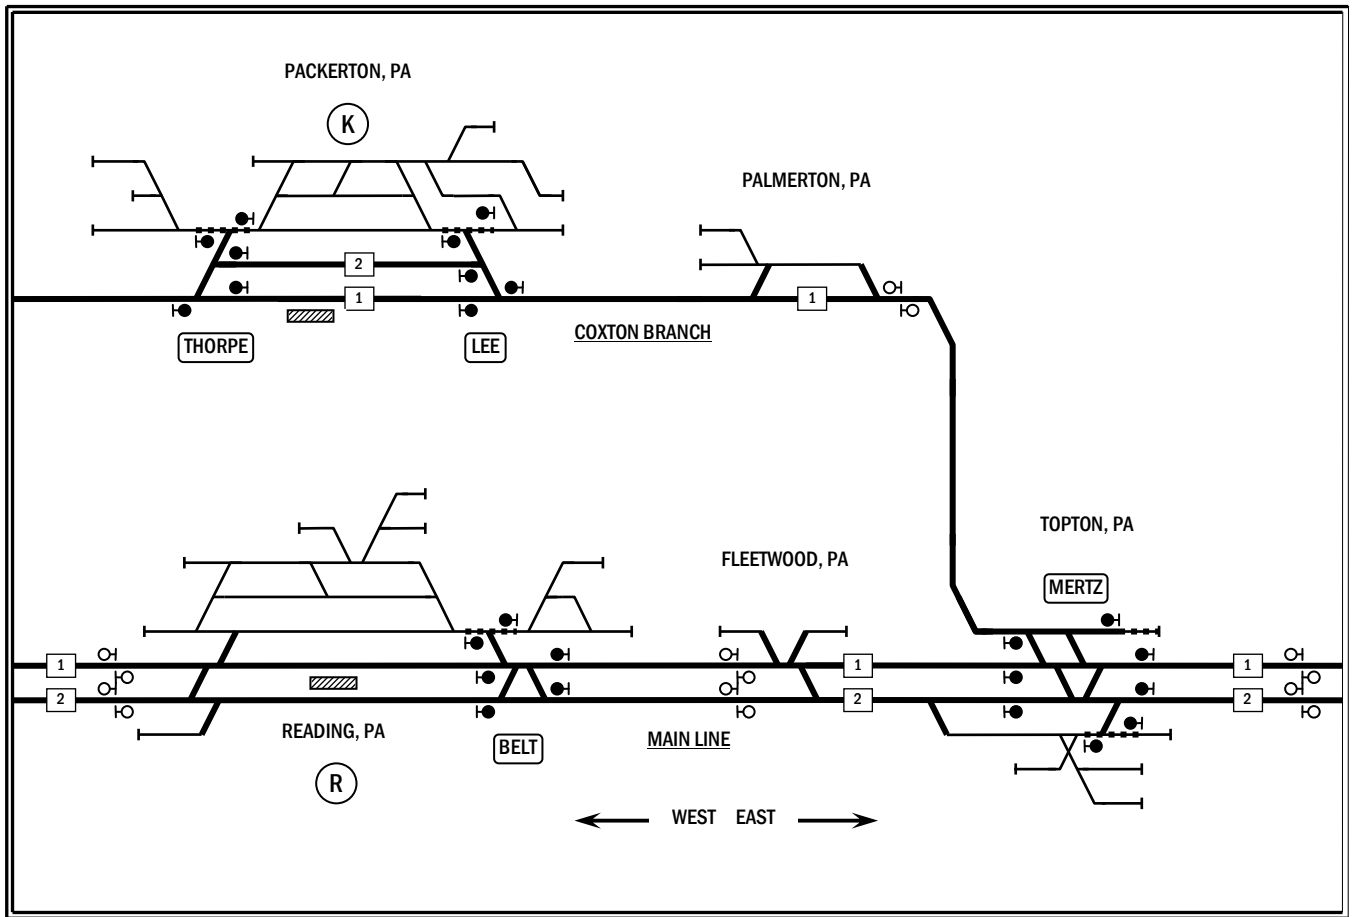 PACKERTON, PA
K
PALMERTON, PA
2
1
1
COXTON BRANCH
THORPE
LEE
TOPTON, PA
FLEETWOOD, PA
MERTZ
1
1
1
2
2
2
READING, PA
MAIN LINE
BELT
R
WEST EAST